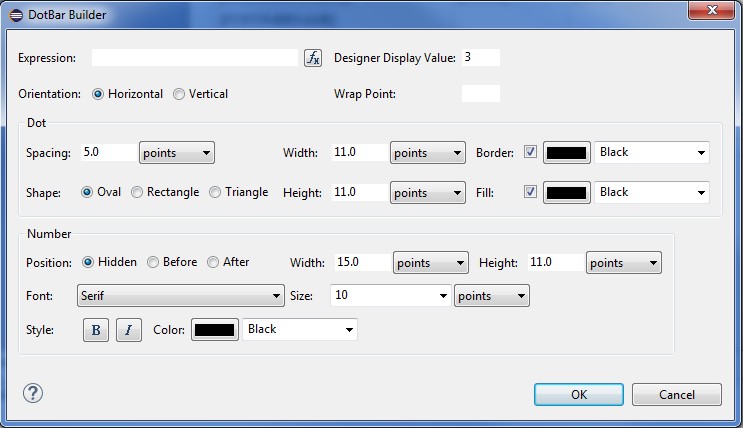 DotBar Builder
Expression: fx Designer Display Value: 3
Orientation: Horizontal Vertical Wrap Point:
Dot
Spacing: 5.0 points Width: 11.0 points Border: Black
Shape: Oval Rectangle Triangle Height: 11.0 points Fill: Black
Number
Position: Hidden Before After Width: 15.0 points Height: 11.0 points
Font: Serif Size: 10 points
Style: B I Color: Black
? OK Cancel